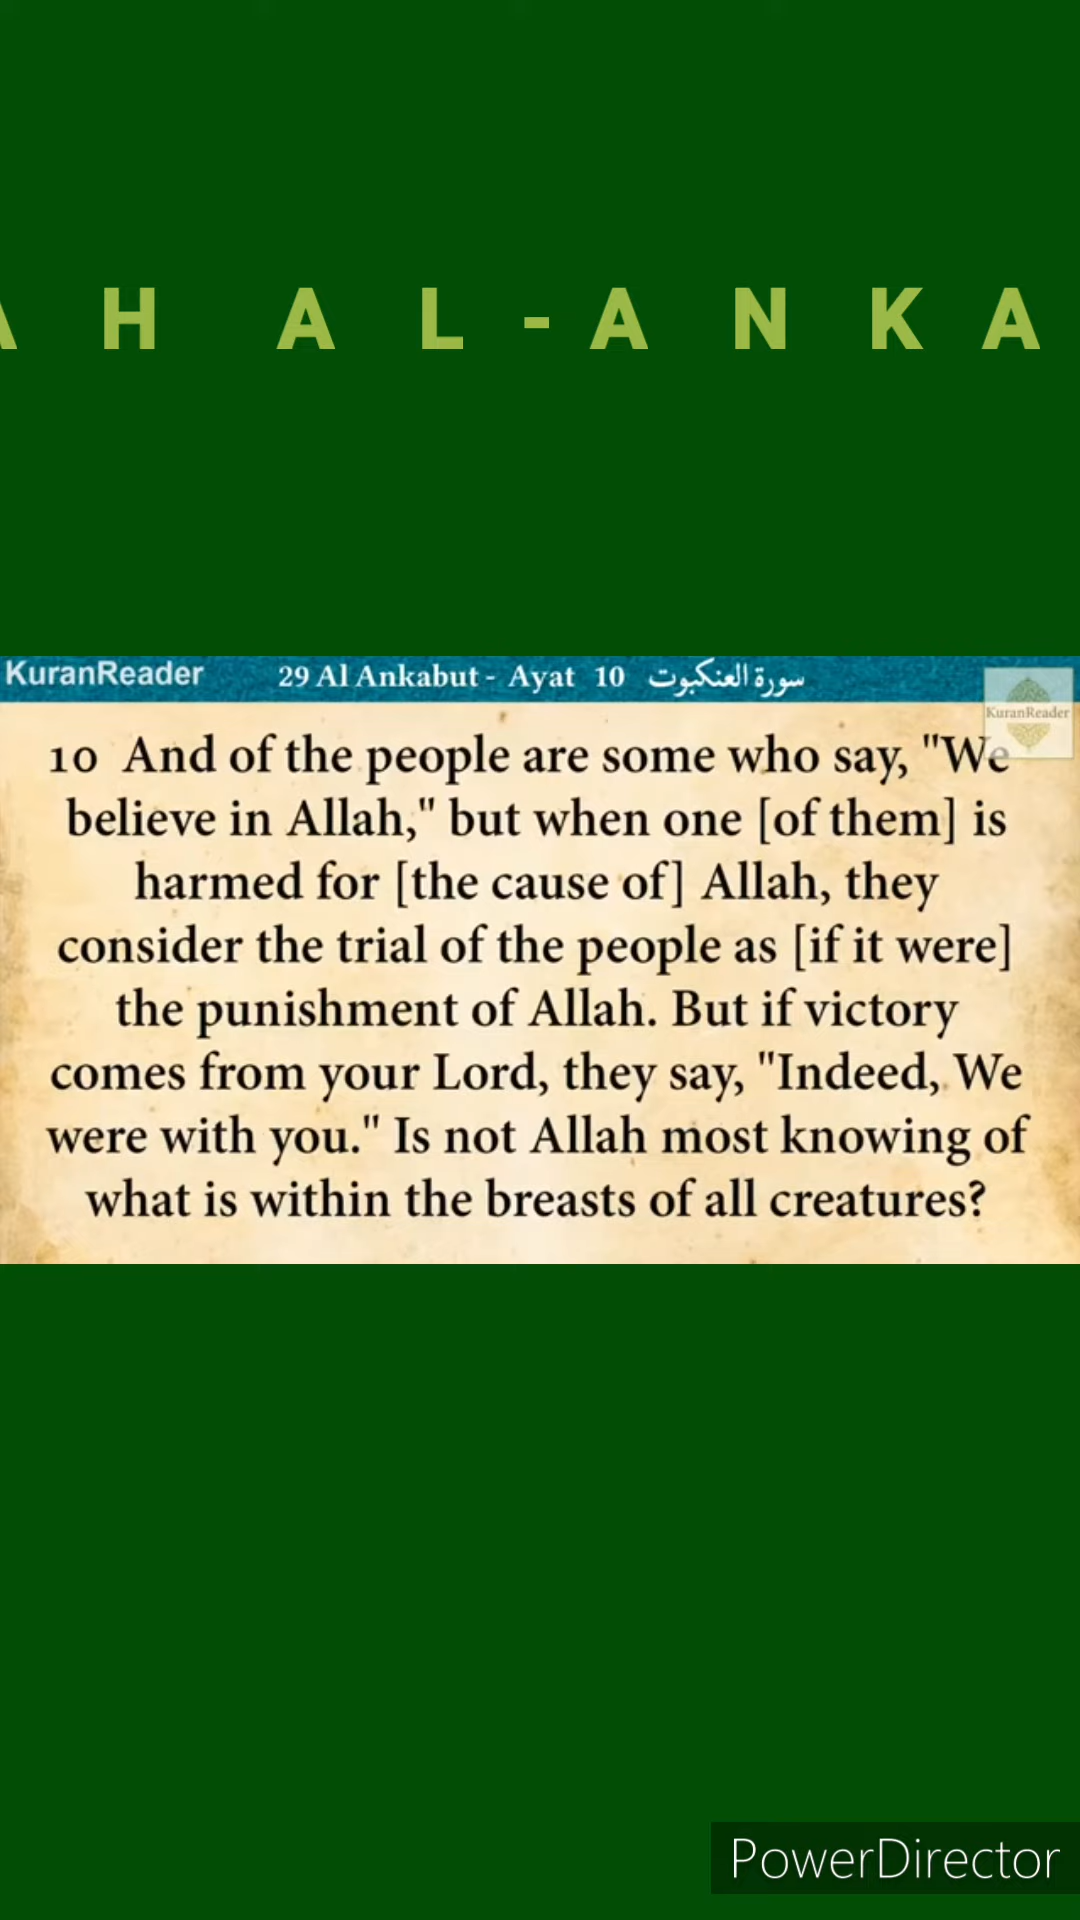 A H A L - A N K A
KuranReader 29 Al Ankabut - Ayat 10 سورة العنكبوت
KuranReader
10 And of the people are some who say, "We
believe in Allah," but when one [of them] is
harmed for [the cause of] Allah, they
consider the trial of the people as [if it were]
the punishment of Allah. But if victory
comes from your Lord, they say, "Indeed, We
were with you." Is not Allah most knowing of
what is within the breasts of all creatures?
PowerDirector